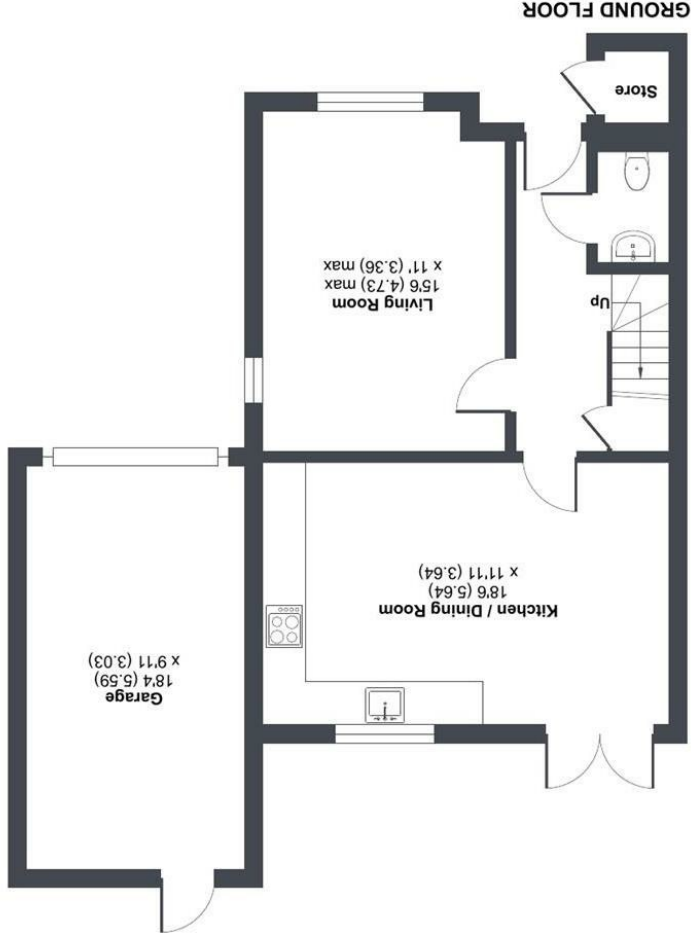 Garage
18'4 (5.59)
x 9'11 (3.03)
Kitchen / Dining Room
18'6 (5.64)
x 11'11 (3.64)
Living Room
15'6 (4.73) max
x 11' (3.36) max
Up
Store
GROUND FLOOR